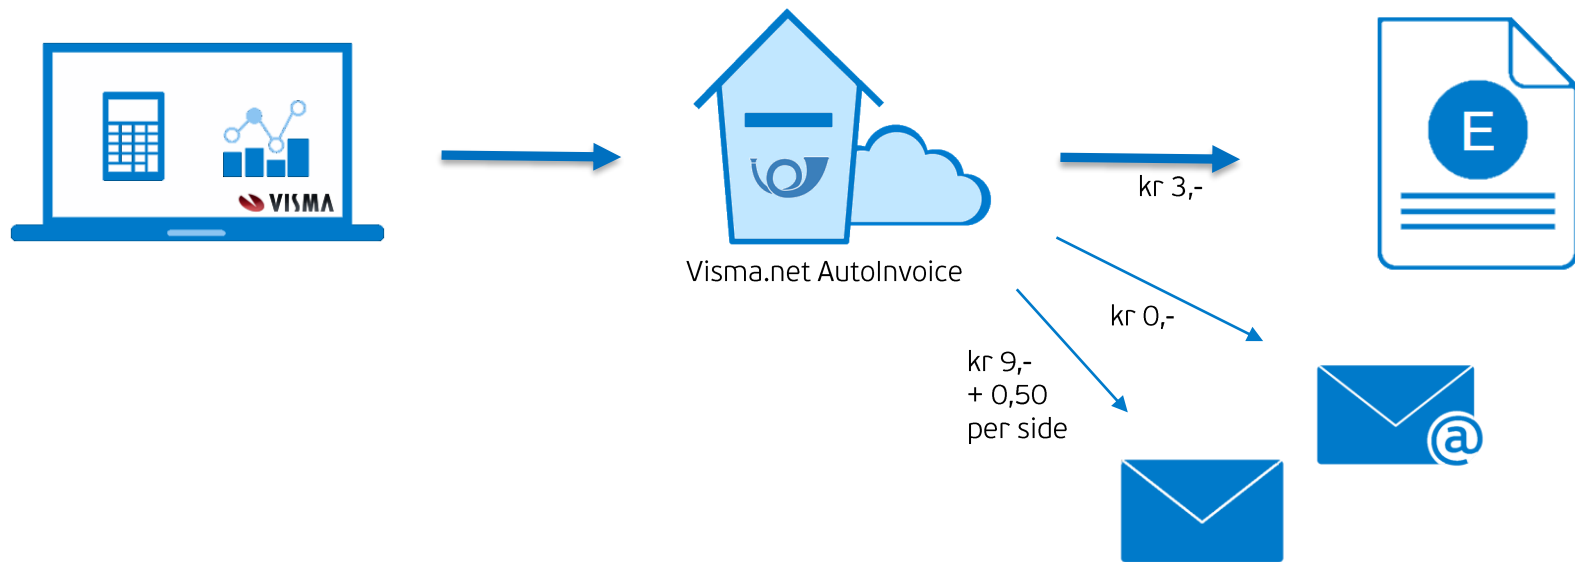 VISMA
Visma.net AutoInvoice
kr 3,-
E
kr 0,-
kr 9,-
+ 0,50
per side
@